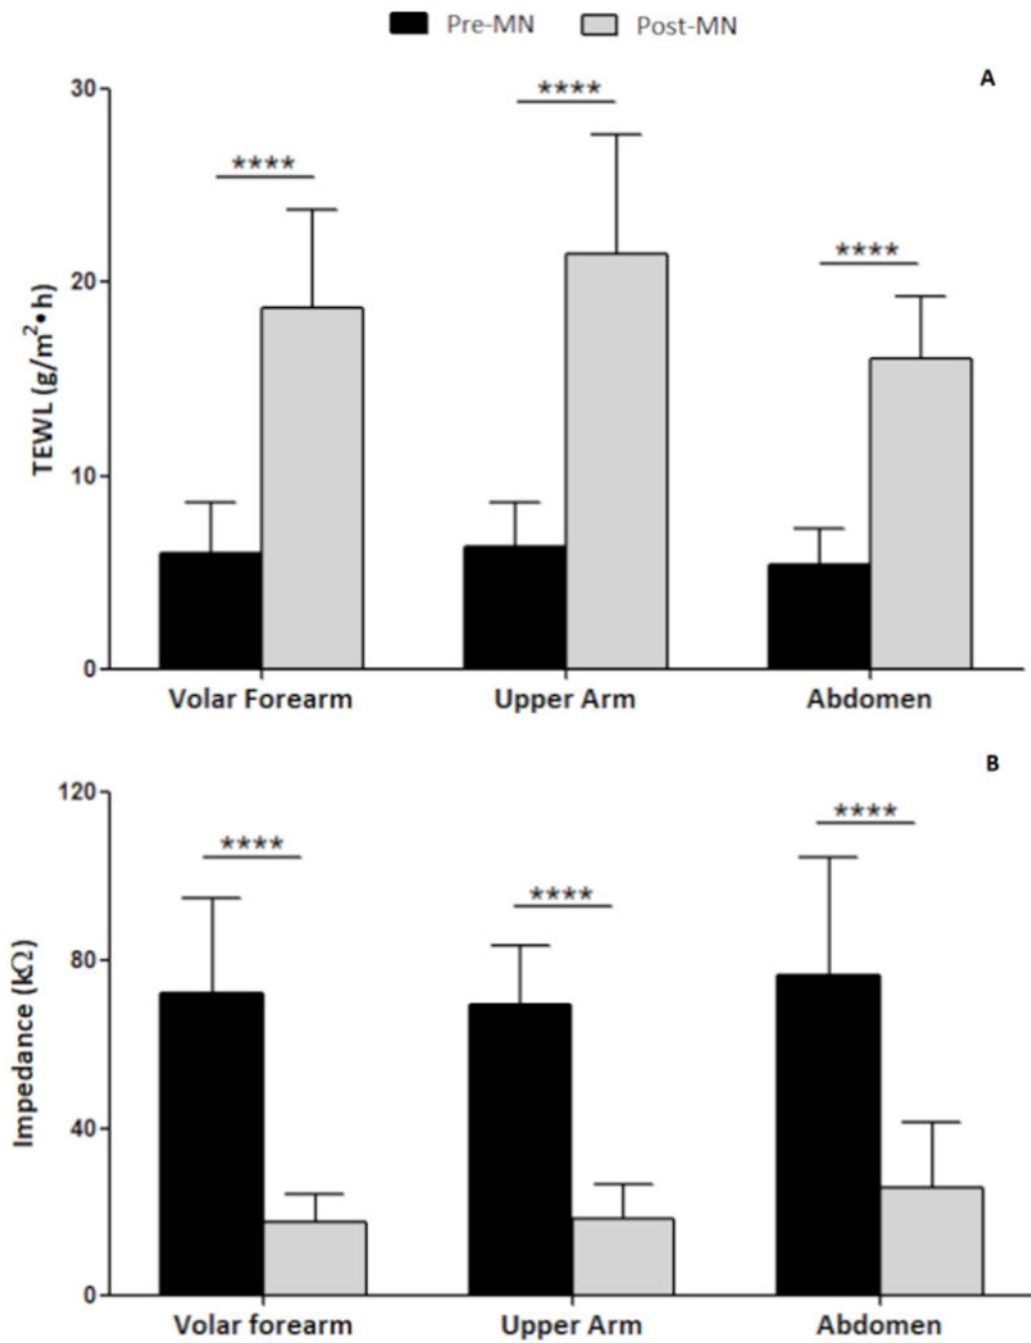 Pre-MN Post-MN
A
30
20
10
0
TEWL (g/m²•h)
****
****
****
Volar Forearm Upper Arm Abdomen
B
120
80
40
0
Impedance (kΩ)
****
****
****
Volar forearm Upper Arm Abdomen